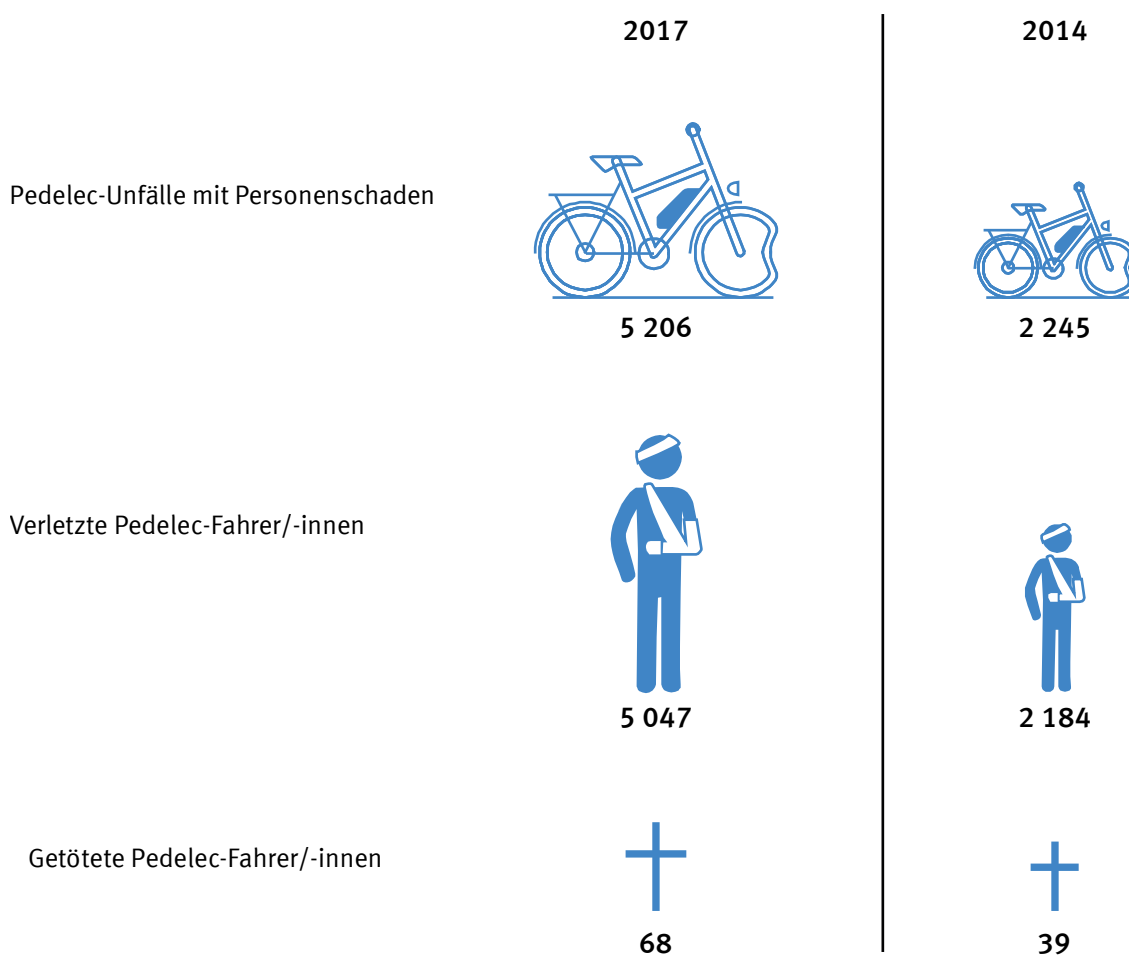 2017
2014
Pedelec-Unfälle mit Personenschaden
5 206
2 245
Verletzte Pedelec-Fahrer/-innen
5 047
2 184
Getötete Pedelec-Fahrer/-innen
68
39